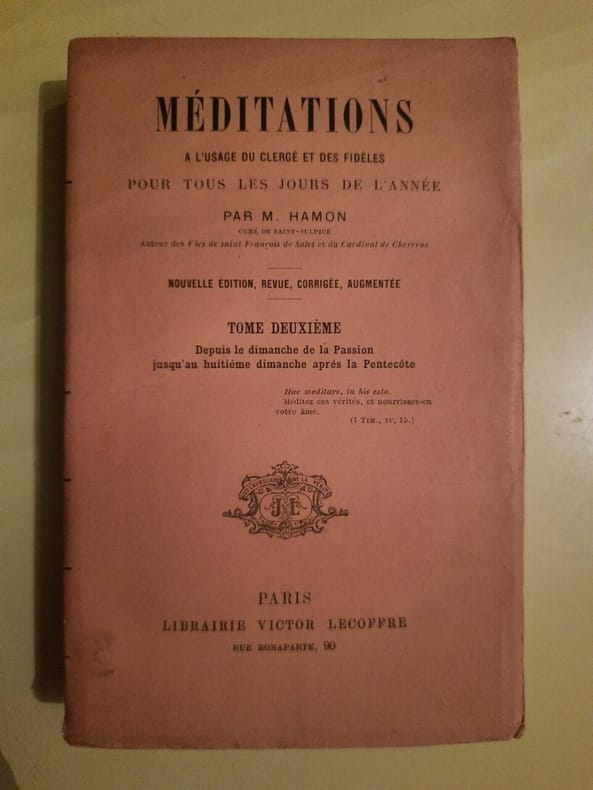 MÉDITATIONS
A L'USAGE DU CLERGÉ ET DES FIDÈLES
POUR TOUS LES JOURS DE L'ANNÉE
PAR M. HAMON
CURÉ DE SAINT-SULPICE
Auteur des Vies de saint François de Sales et du Cardinal de Cheverus
NOUVELLE ÉDITION, REVUE, CORRIGÉE, AUGMENTÉE
TOME DEUXIÈME
Depuis le dimanche de la Passion
jusqu'au huitième dimanche après la Pentecôte
Hæc meditare, in his esto.
Méditez ces vérités, et nourrissez-en
votre âme.
(I TIM., IV, 15.)
DE LA VÉRITÉ
J L
PARIS
LIBRAIRIE VICTOR LECOFFRE
RUE BONAPARTE, 90